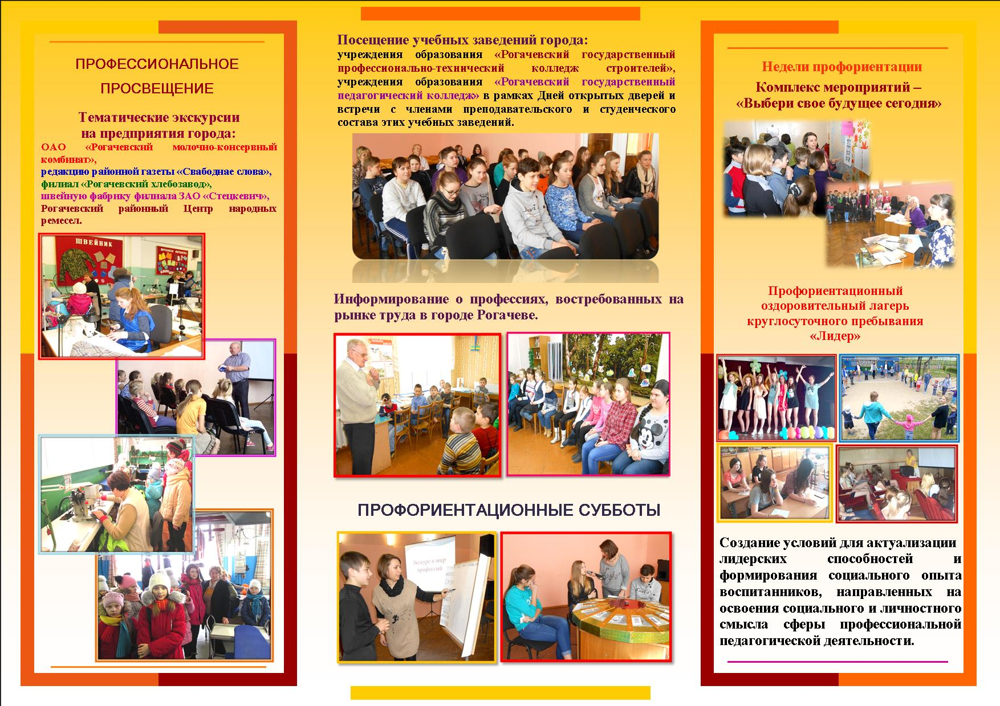 ПРОФЕССИОНАЛЬНОЕ
ПРОСВЕЩЕНИЕ
Тематические экскурсии
на предприятия города:
ОАО «Рогачевский молочно-консервный
комбинат»,
редакцию районной газеты «Свабоднае слова»,
филиал «Рогачевский хлебозавод»,
швейную фабрику филиала ЗАО «Стецкевич»,
Рогачевский районный Центр народных
ремесел.
ШВЕЙНИК
Посещение учебных заведений города:
учреждения образования «Рогачевский государственный
профессионально-технический колледж строителей»,
учреждения образования «Рогачевский государственный
педагогический колледж» в рамках Дней открытых дверей и
встречи с членами преподавательского и студенческого
состава этих учебных заведений.
Информирование о профессиях, востребованных на
рынке труда в городе Рогачеве.
ПРОФОРИЕНТАЦИОННЫЕ СУББОТЫ
Экскурс в мир
профессий
Недели профориентации
Комплекс мероприятий –
«Выбери свое будущее сегодня»
Профориентационный
оздоровительный лагерь
круглосуточного пребывания
«Лидер»
Создание условий для актуализации
лидерских способностей и
формирования социального опыта
воспитанников, направленных на
освоения социального и личностного
смысла сферы профессиональной
педагогической деятельности.